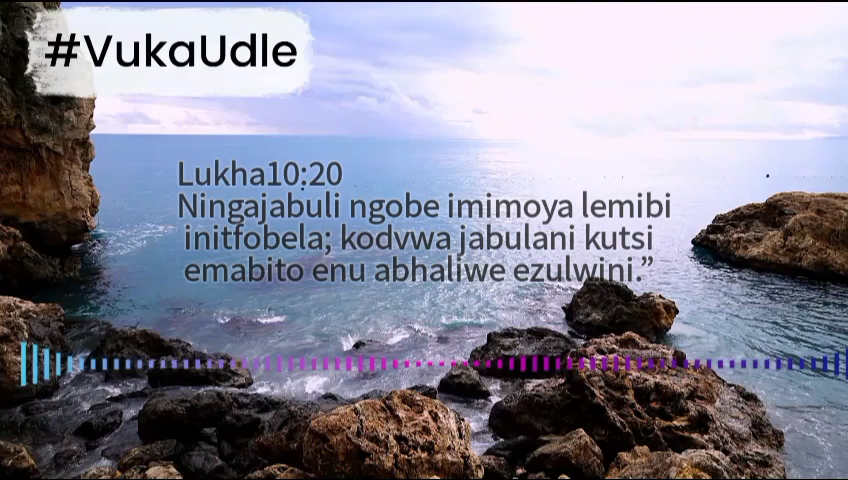 #VukaUdle
Lukha10:20
Ningajabuli ngobe imimoya lemibi
initfobela; kodvwa jabulani kutsi
emabito enu abhaliwe ezulwini.”